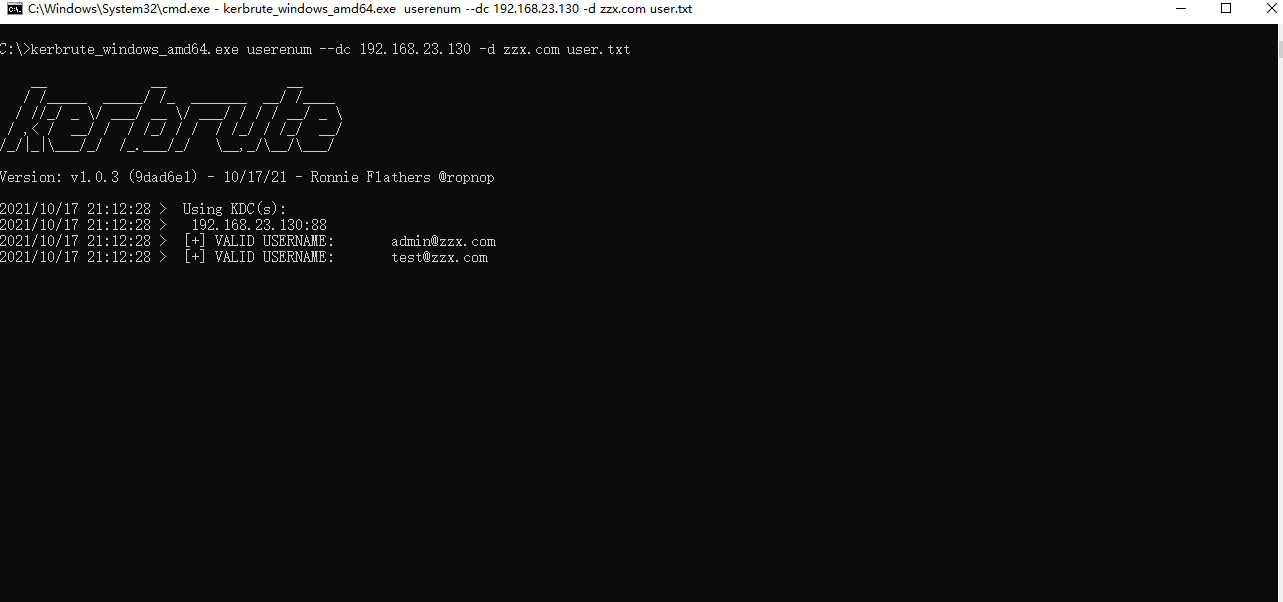 C:\Windows\System32\cmd.exe - kerbrute_windows_amd64.exe  userenum --dc 192.168.23.130 -d zzx.com user.txt
C:\>kerbrute_windows_amd64.exe userenum --dc 192.168.23.130 -d zzx.com user.txt
kerbrute
Version: v1.0.3 (9dad6e1) - 10/17/21 - Ronnie Flathers @ropnop
2021/10/17 21:12:28 >  Using KDC(s):
2021/10/17 21:12:28 >   192.168.23.130:88
2021/10/17 21:12:28 >  [+] VALID USERNAME:       admin@zzx.com
2021/10/17 21:12:28 >  [+] VALID USERNAME:       test@zzx.com